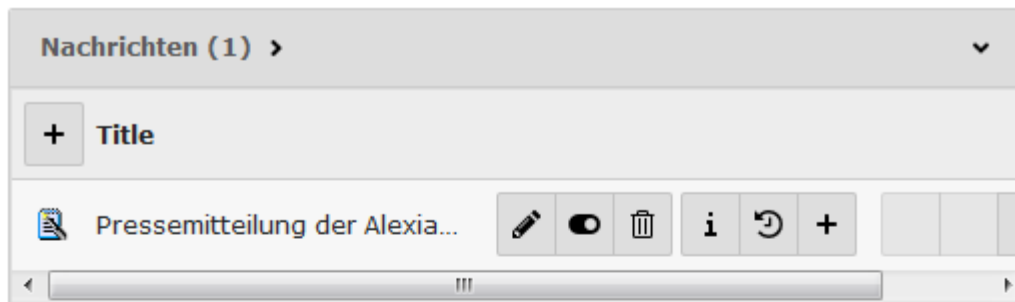 Nachrichten (1)
Title
Pressemitteilung der Alexia...